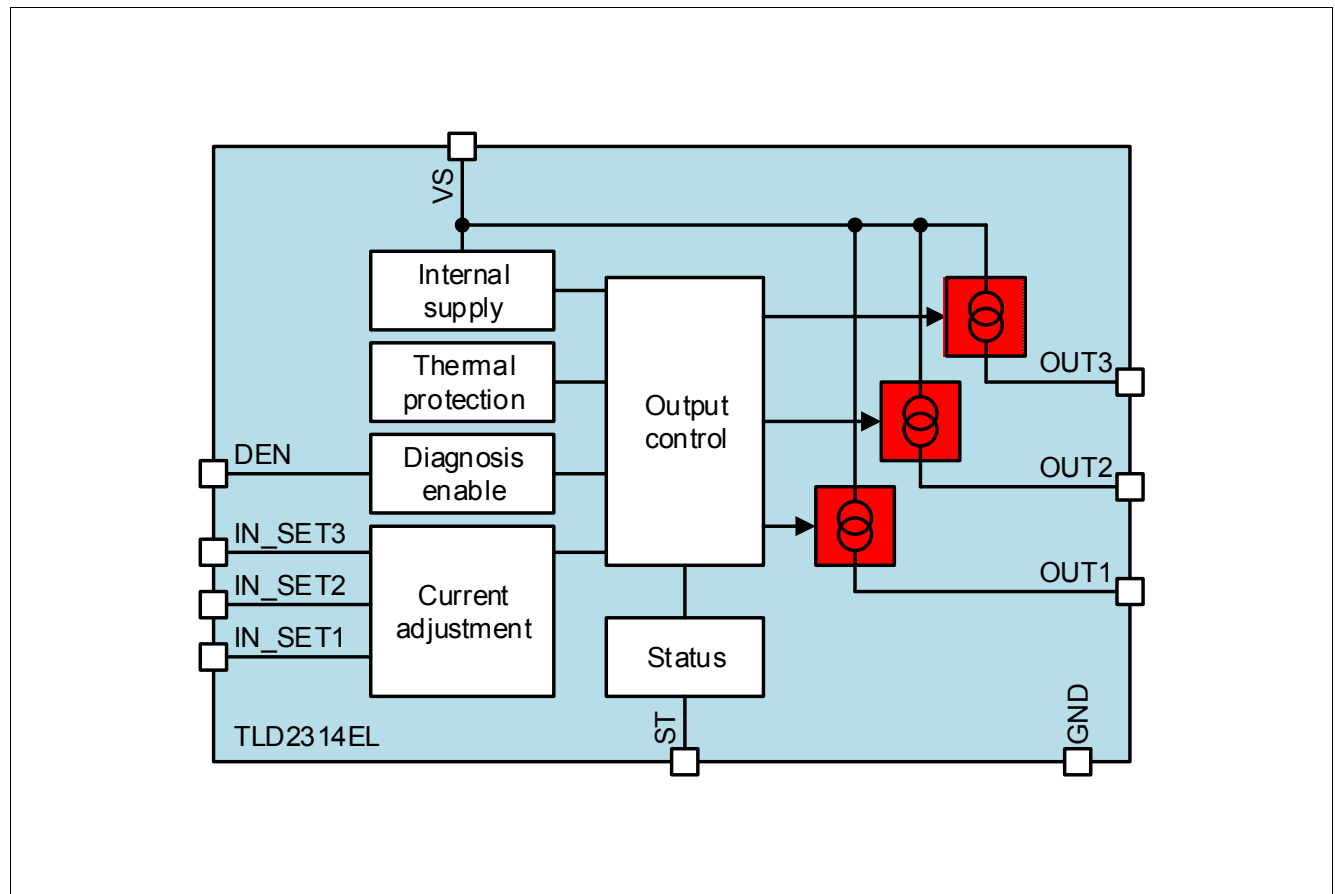 VS
Internal
supply
Thermal
protection
Output
control
OUT3
DEN
Diagnosis
enable
OUT2
IN_SET3
IN_SET2
IN_SET1
Current
adjustment
OUT1
Status
TLD2314EL
ST
GND